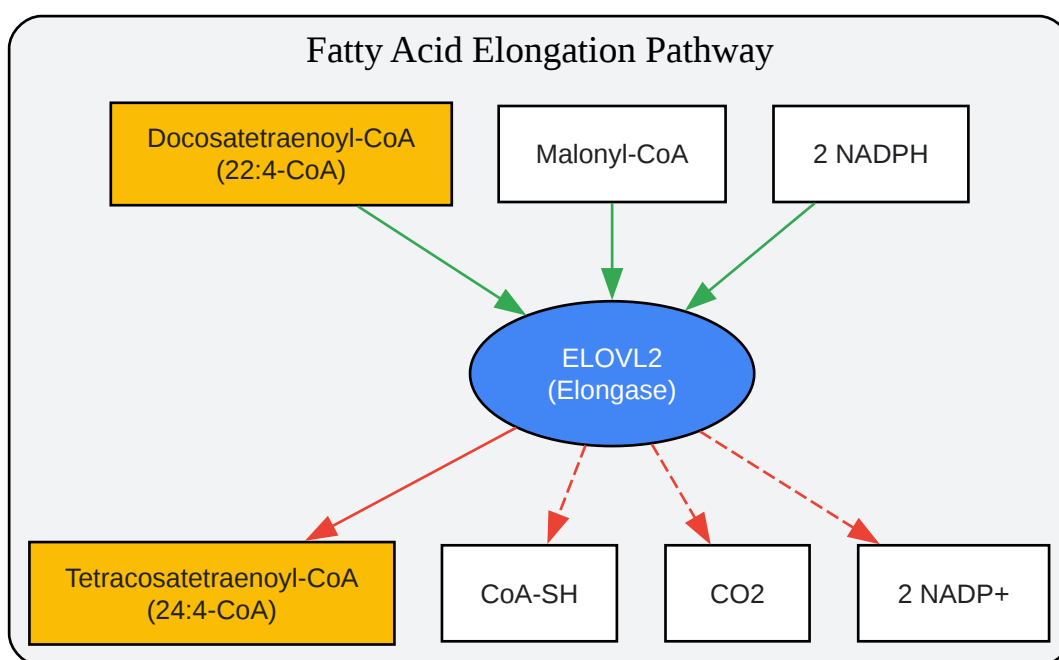 Fatty Acid Elongation Pathway
Docosatetraenoyl-CoA
(22:4-CoA)
Malonyl-CoA
2 NADPH
ELOVL2
(Elongase)
Tetracosatetraenoyl-CoA
(24:4-CoA)
CoA-SH
CO2
2 NADP+